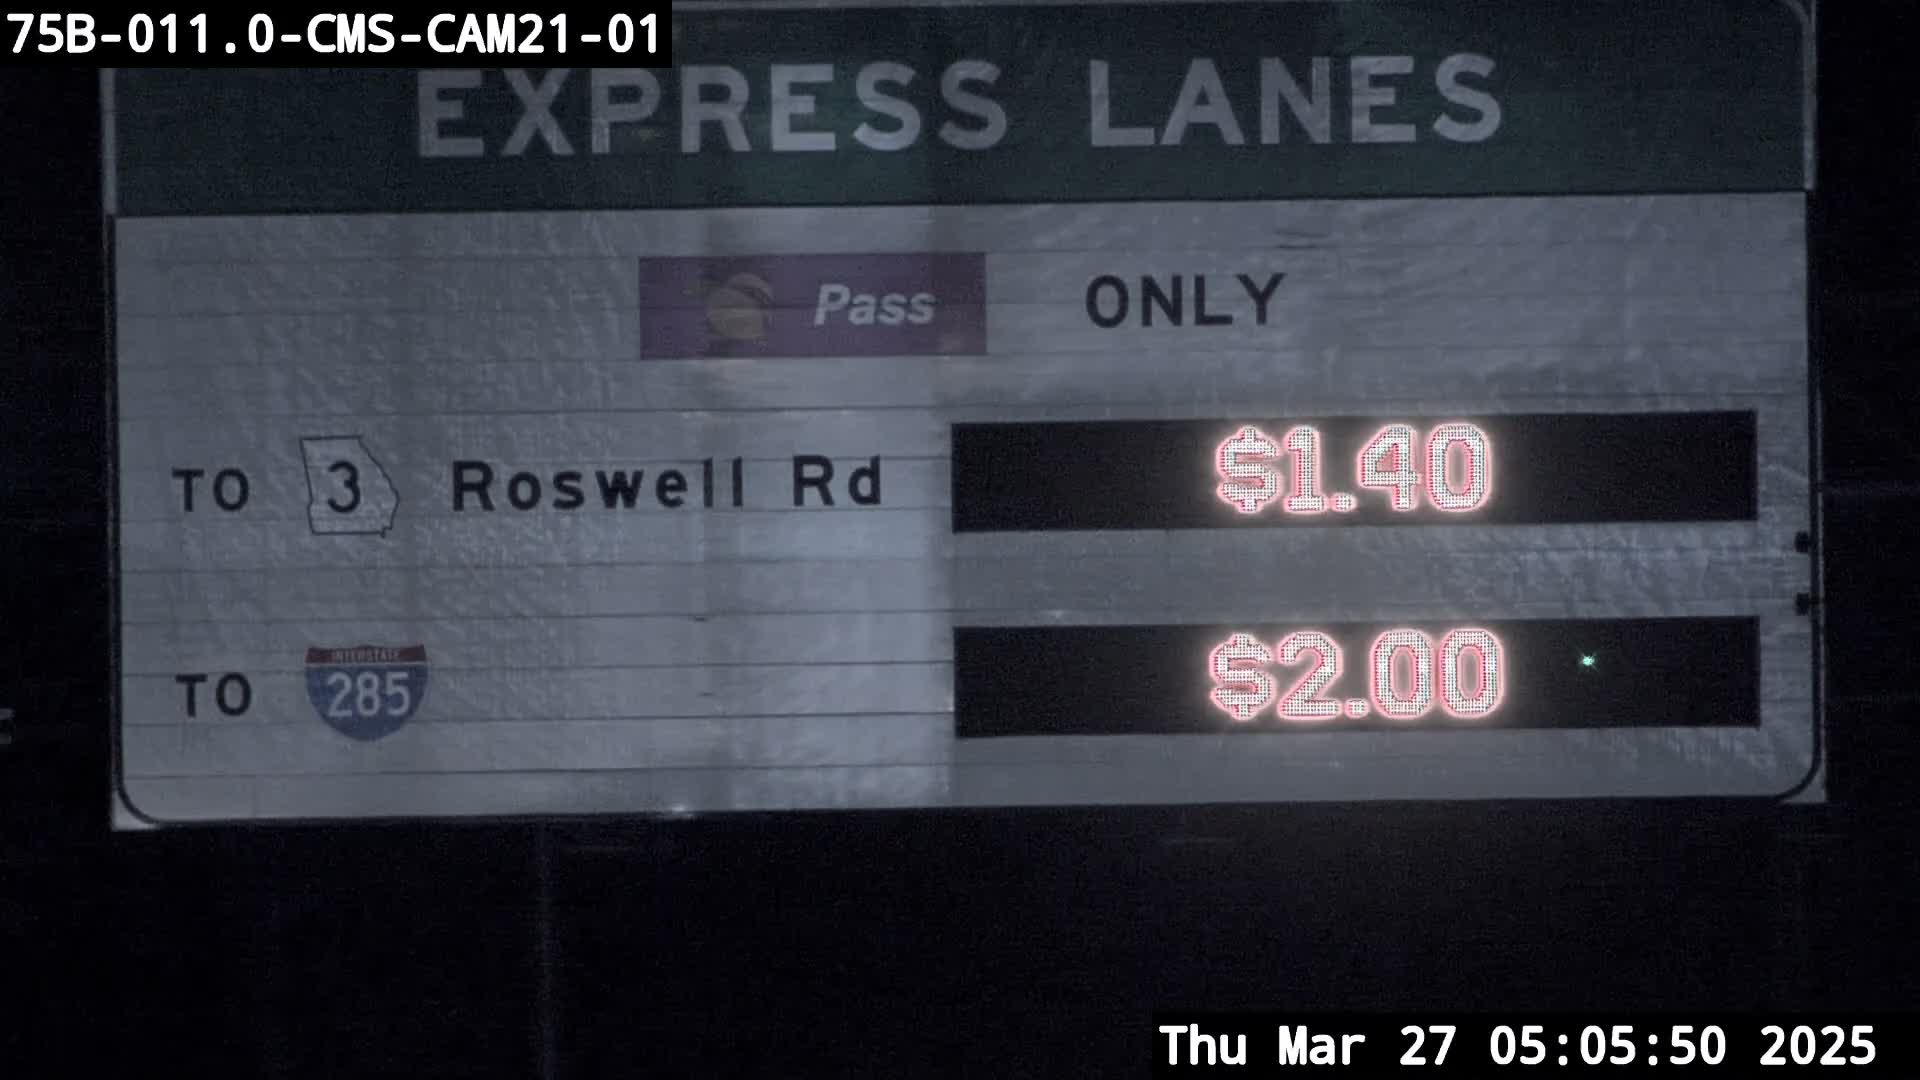 75B-011.0-CMS-CAM21-01
EXPRESS LANES
Pass ONLY
TO 3 Roswell Rd $1.40
INTERSTATE
TO 285 $2.00
Thu Mar 27 05:05:50 2025